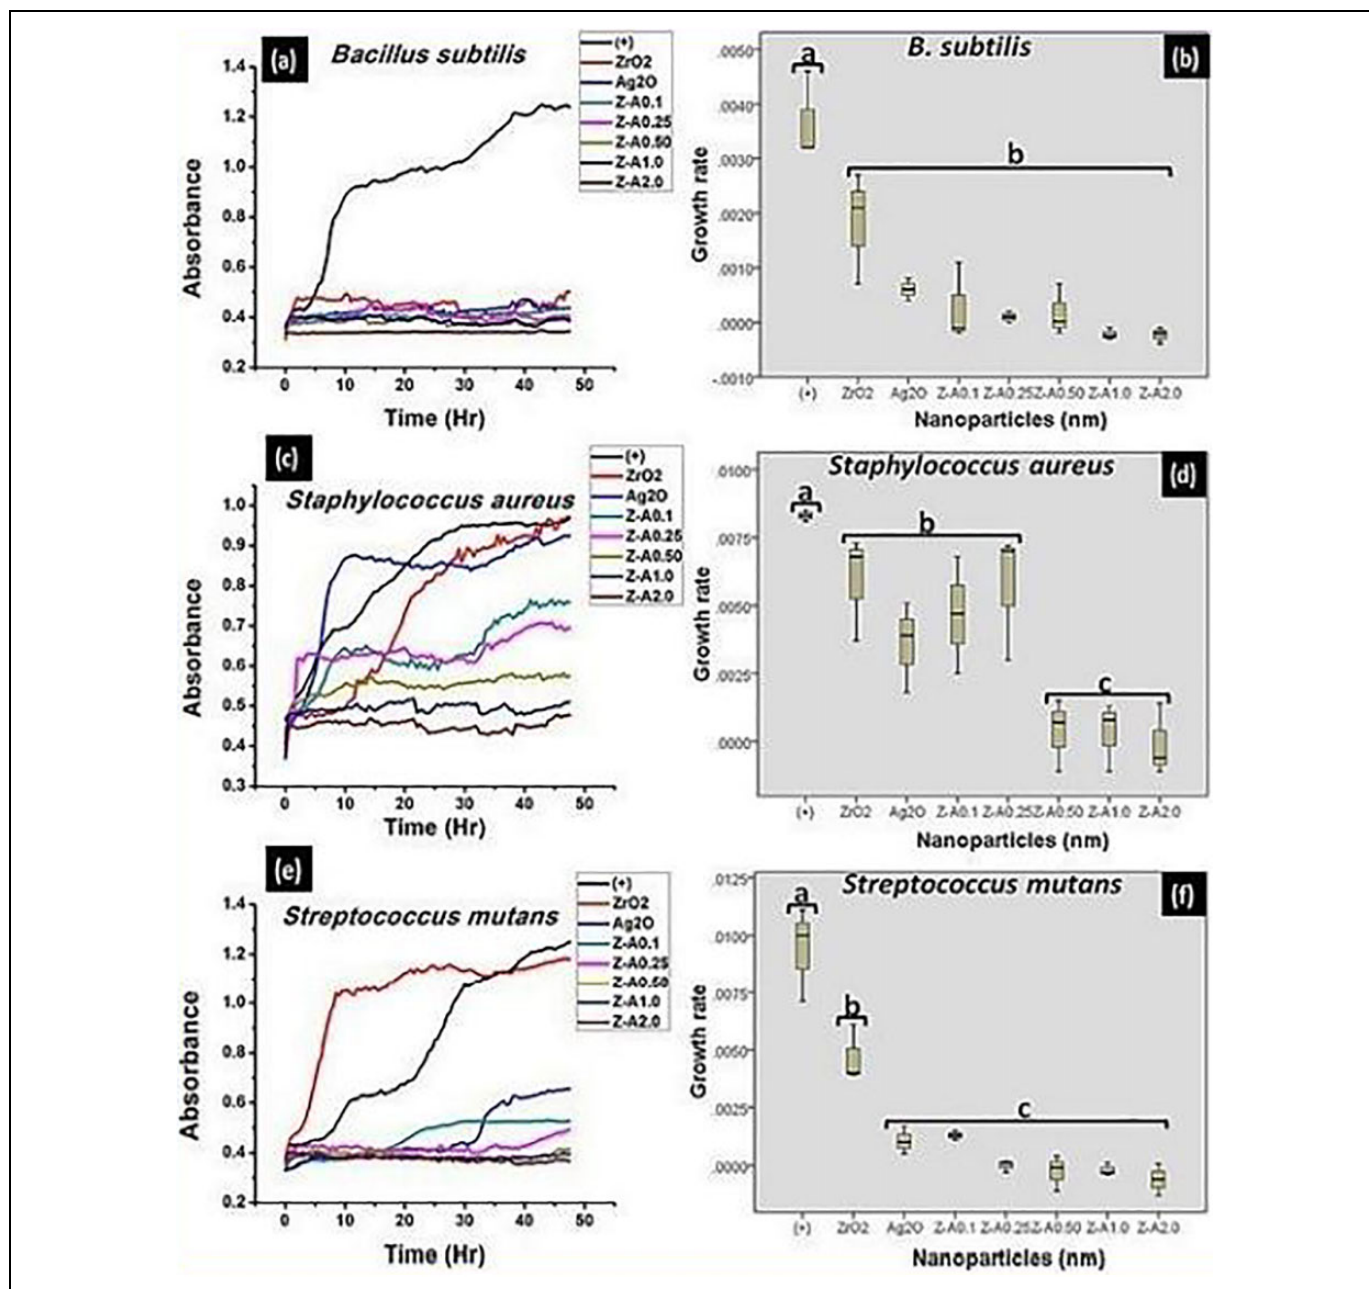 (a)
Bacillus subtilis
(+)
ZrO2
Ag2O
Z-A0.1
Z-A0.25
Z-A0.50
Z-A1.0
Z-A2.0
1.4
1.2
1.0
0.8
0.6
0.4
0.2
Absorbance
0 10 20 30 40 50
Time (Hr)
B. subtilis
(b)
a
b
.0050
.0040
.0030
.0020
.0010
.0000
-.0010
Growth rate
(+) ZrO2 Ag2O Z-A0.1 Z-A0.25 Z-A0.50 Z-A1.0 Z-A2.0
Nanoparticles (nm)
(c)
Staphylococcus aureus
(+)
ZrO2
Ag2O
Z-A0.1
Z-A0.25
Z-A0.50
Z-A1.0
Z-A2.0
1.0
0.9
0.8
0.7
0.6
0.5
0.4
0.3
Absorbance
0 10 20 30 40 50
Time (Hr)
Staphylococcus aureus
(d)
a
b
c
.0100
.0075
.0050
.0025
.0000
Growth rate
(+) ZrO2 Ag2O Z-A0.1 Z-A0.25 Z-A0.50 Z-A1.0 Z-A2.0
Nanoparticles (nm)
(e)
Streptococcus mutans
(+)
ZrO2
Ag2O
Z-A0.1
Z-A0.25
Z-A0.50
Z-A1.0
Z-A2.0
1.4
1.2
1.0
0.8
0.6
0.4
0.2
Absorbance
0 10 20 30 40 50
Time (Hr)
Streptococcus mutans
(f)
a
b
c
.0125
.0100
.0075
.0050
.0025
.0000
Growth rate
(+) ZrO2 Ag2O Z-A0.1 Z-A0.25 Z-A0.50 Z-A1.0 Z-A2.0
Nanoparticles (nm)